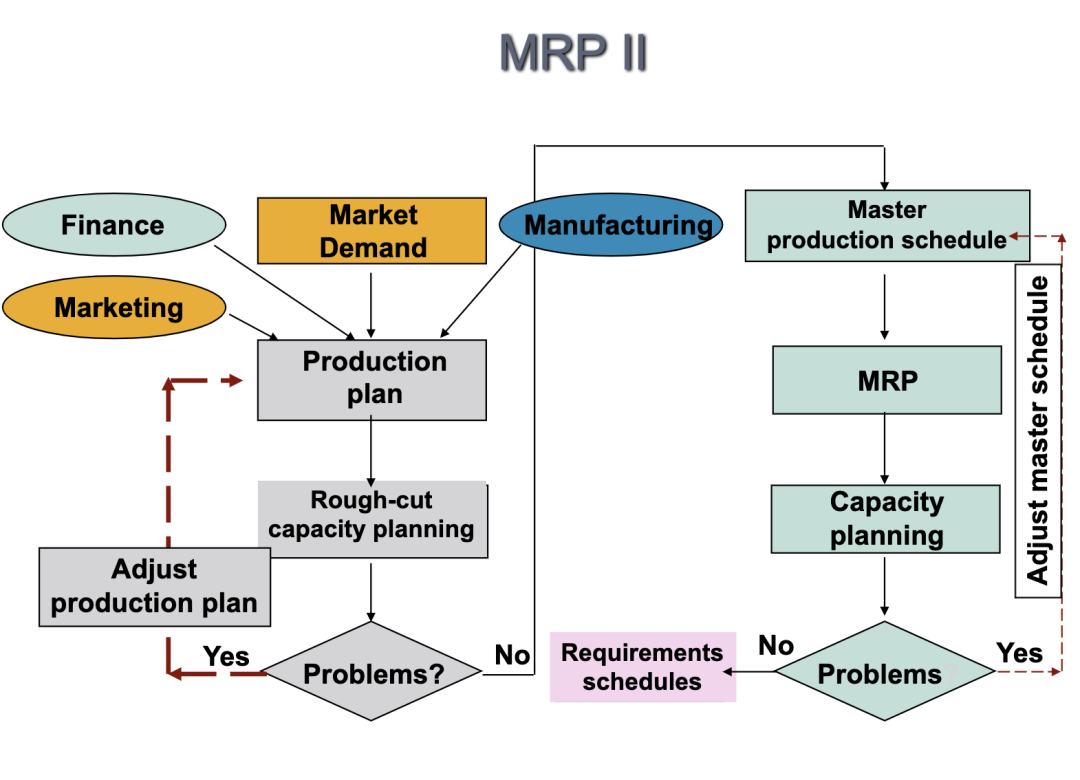 MRP II
Finance
Market
Demand
Manufacturing
Marketing
Production
plan
Rough-cut
capacity planning
Adjust
production plan
Yes
Problems?
No
Master
production schedule
MRP
Capacity
planning
Adjust master schedule
Requirements
schedules
No
Problems?
Yes